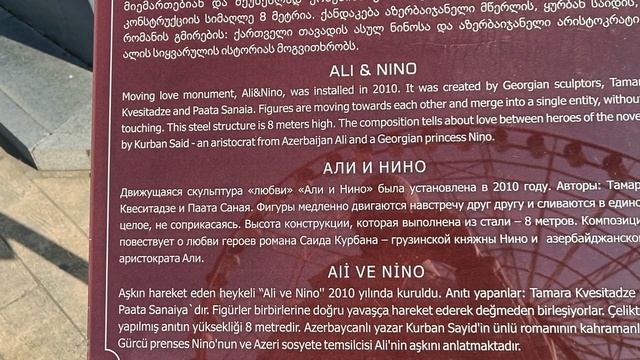 კონსტრუქციის სიმაღლე 8 მეტრია. ქანდაკება აზერბაიჯანელი მწერლის, ყურბან საიდის,
რომანის გმირების: ქართველი თავადის ასულ ნინოსა და აზერბაიჯანელი არისტოკრატი
ალის სიყვარულის ისტორიას მოგვითხრობს.
ALI & NINO
Moving love monument, Ali&Nino, was installed in 2010. It was created by Georgian sculptors, Tamara
Kvesitadze and Paata Sanaia. Figures are moving towards each other and merge into a single entity, without
touching. This steel structure is 8 meters high. The composition tells about love between heroes of the nove
by Kurban Said - an aristocrat from Azerbaijan Ali and a Georgian princess Nino.
АЛИ И НИНО
Движущаяся скульптура «любви» «Али и Нино» была установлена в 2010 году. Авторы: Тамар
Квеситадзе и Паата Саная. Фигуры медленно двигаются навстречу друг другу и сливаются в едино
целое, не соприкасаясь. Высота конструкции, которая выполнена из стали – 8 метров. Композици
повествует о любви героев романа Саида Курбана – грузинской княжны Нино и азербайджанско
аристократа Али.
ALİ VE NİNO
Aşkın hareket eden heykeli "Ali ve Nino" 2010 yılında kuruldu. Anıtı yapanlar: Tamara Kvesitadze
Paata Sanaiya`dır. Figürler birbirlerine doğru yavaşça hareket ederek değmeden birleşiyorlar. Çelikt
yapılmış anıtın yüksekliği 8 metredir. Azerbaycanlı yazar Kurban Sayid'in ünlü romanının kahramanl
Gürcü prenses Nino'nun ve Azeri sosyete temsilcisi Ali'nin aşkını anlatmaktadır.